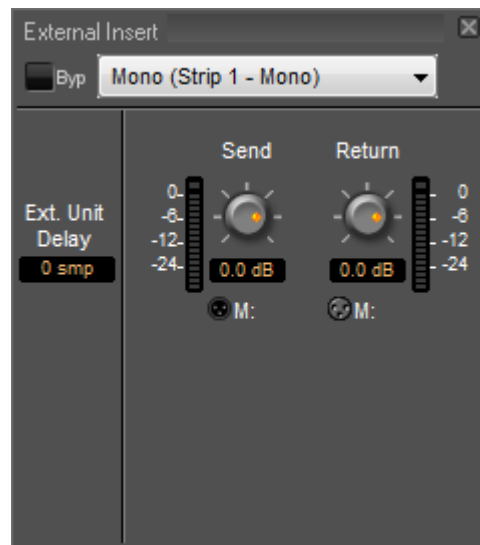 External Insert
Byp
Mono (Strip 1 - Mono)
Send
Return
Ext. Unit
Delay
0 smp
0
-6
-12
-24
0.0 dB
M:
0.0 dB
M:
0
-6
-12
-24